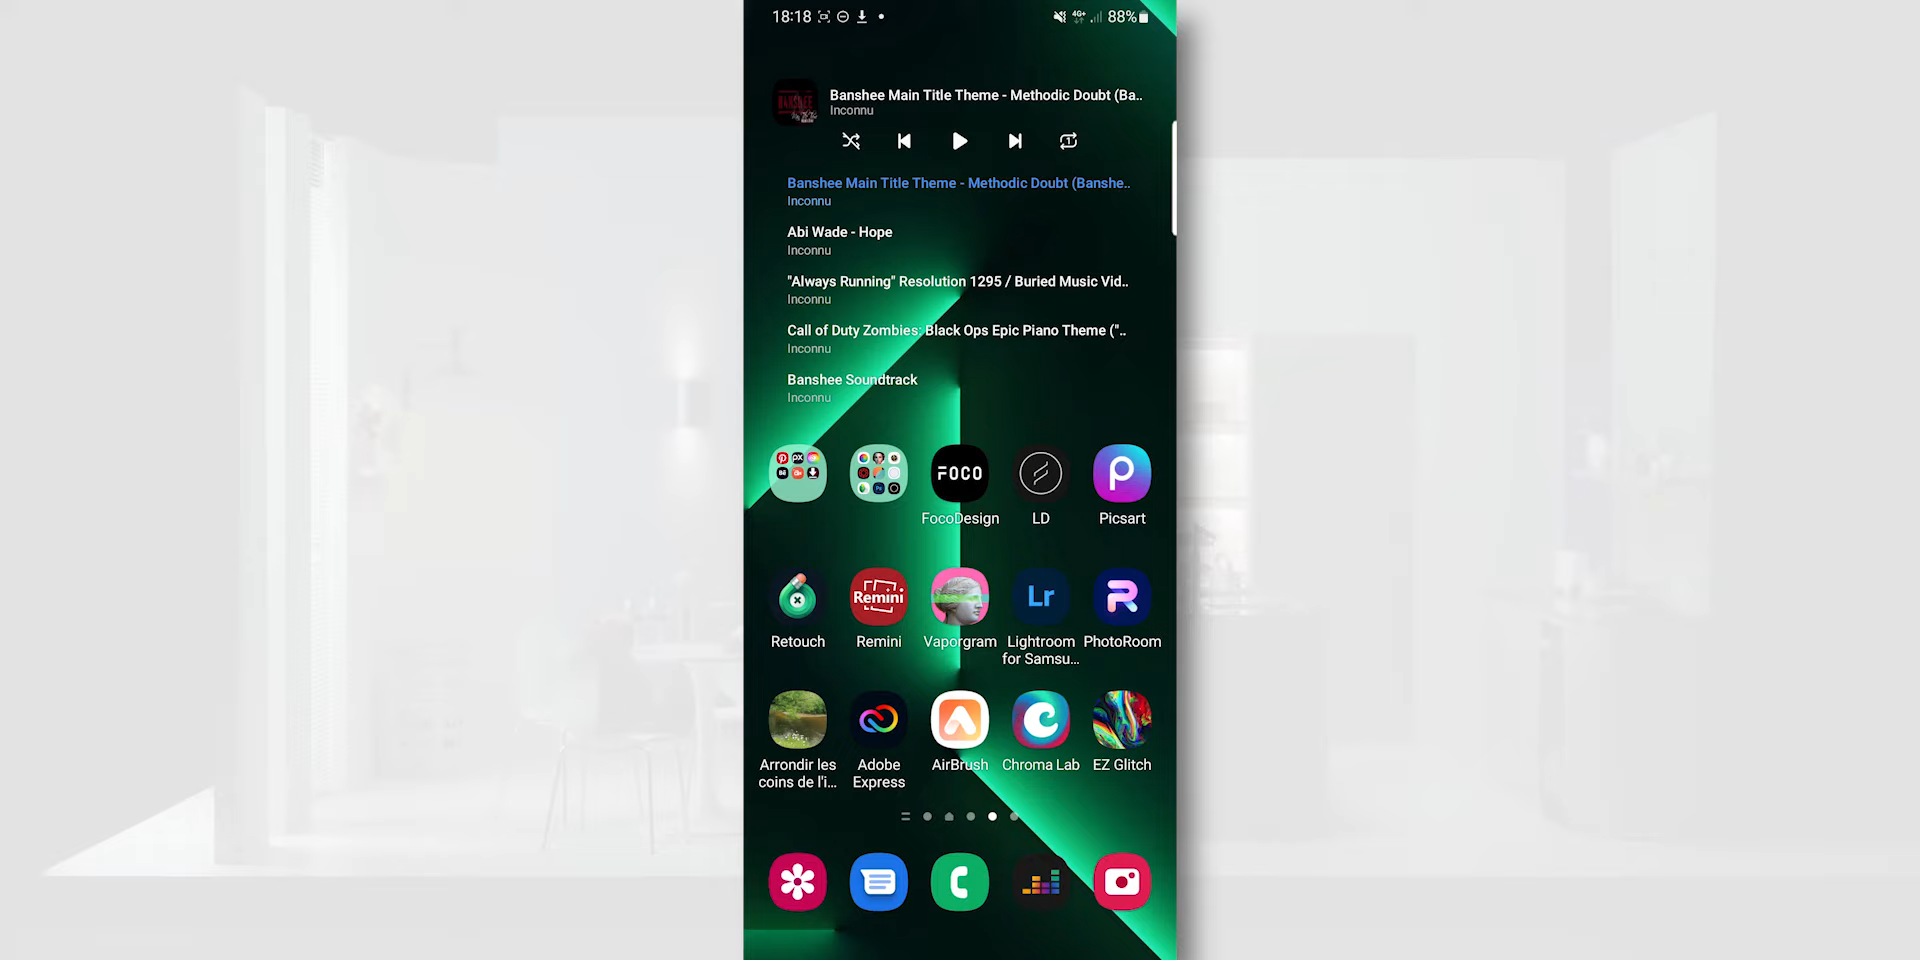 18:18
4G+
88%
Banshee Main Title Theme - Methodic Doubt (Ba..
Inconnu
Banshee Main Title Theme - Methodic Doubt (Banshe..
Inconnu
Abi Wade - Hope
Inconnu
"Always Running" Resolution 1295 / Buried Music Vid..
Inconnu
Call of Duty Zombies: Black Ops Epic Piano Theme ("..
Inconnu
Banshee Soundtrack
Inconnu
FOCO
FocoDesign
LD
Picsart
Remini
Lr
Retouch
Remini
Vaporgram
Lightroom
for Samsu...
PhotoRoom
Arrondir les
coins de l'i...
Adobe
Express
AirBrush
Chroma Lab
EZ Glitch